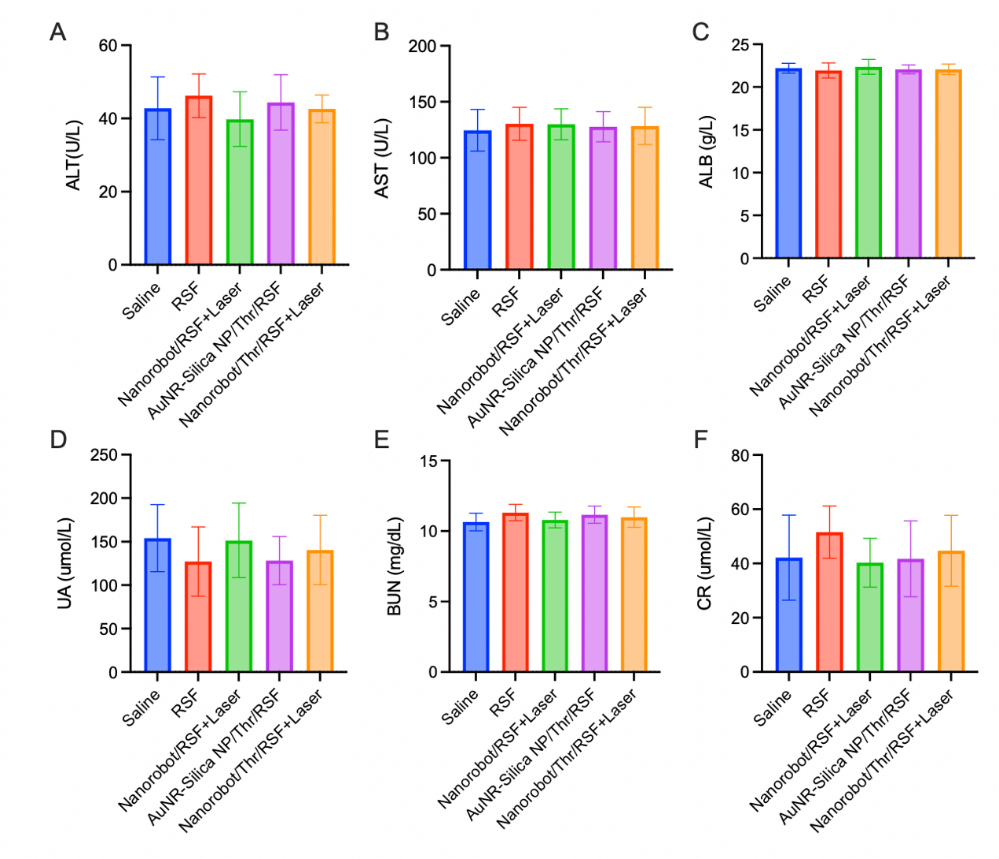 A
ALT(U/L)
60
40
20
0
Saline
RSF
Nanorobot/RSF+Laser
AuNR-Silica NP/Thr/RSF
Nanorobot/Thr/RSF+Laser
B
AST (U/L)
200
150
100
50
0
Saline
RSF
Nanorobot/RSF+Laser
AuNR-Silica NP/Thr/RSF
Nanorobot/Thr/RSF+Laser
C
ALB (g/L)
25
20
15
10
5
0
Saline
RSF
Nanorobot/RSF+Laser
AuNR-Silica NP/Thr/RSF
Nanorobot/Thr/RSF+Laser
D
UA (umol/L)
250
200
150
100
50
0
Saline
RSF
Nanorobot/RSF+Laser
AuNR-Silica NP/Thr/RSF
Nanorobot/Thr/RSF+Laser
E
BUN (mg/dL)
15
10
5
0
Saline
RSF
Nanorobot/RSF+Laser
AuNR-Silica NP/Thr/RSF
Nanorobot/Thr/RSF+Laser
F
CR (umol/L)
80
60
40
20
0
Saline
RSF
Nanorobot/RSF+Laser
AuNR-Silica NP/Thr/RSF
Nanorobot/Thr/RSF+Laser